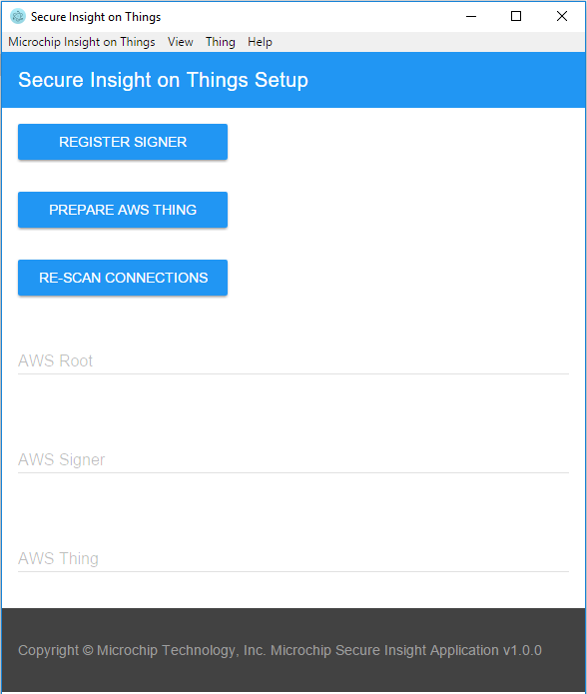 Secure Insight on Things
Microchip Insight on Things View Thing Help
Secure Insight on Things Setup
REGISTER SIGNER
PREPARE AWS THING
RE-SCAN CONNECTIONS
AWS Root
AWS Signer
AWS Thing
Copyright © Microchip Technology, Inc. Microchip Secure Insight Application v1.0.0